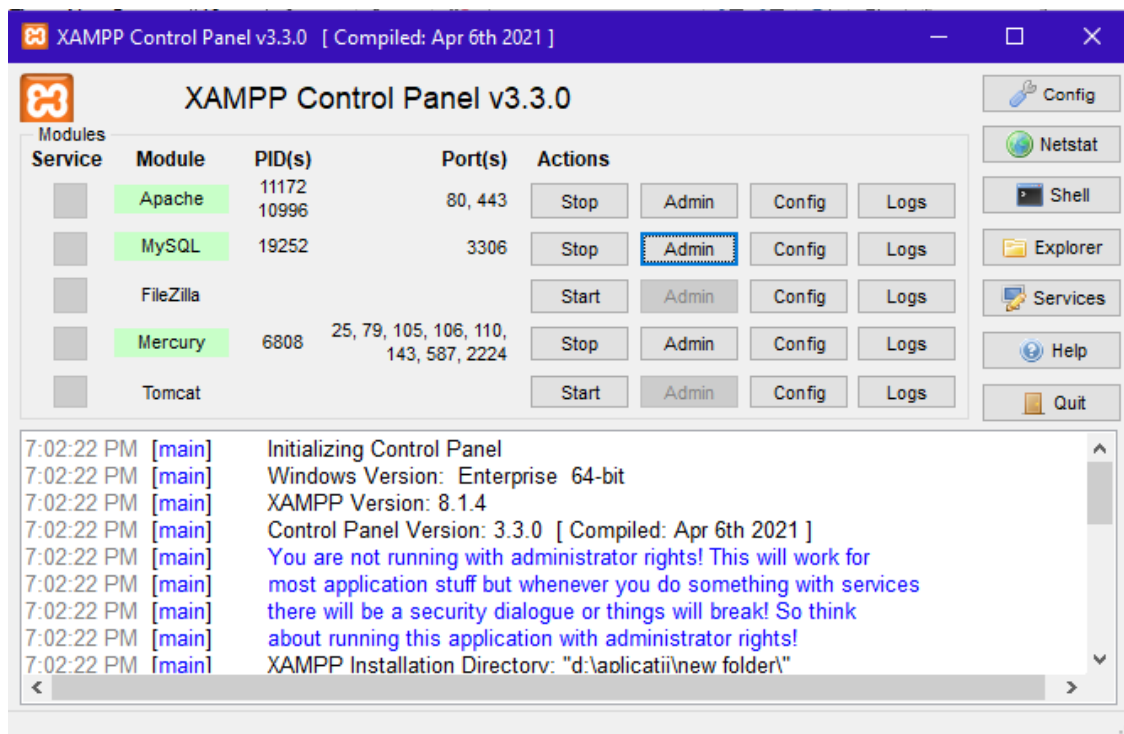 XAMPP Control Panel v3.3.0 [ Compiled: Apr 6th 2021 ]
XAMPP Control Panel v3.3.0
Config
Modules
Service Module PID(s) Port(s) Actions
Netstat
Apache 11172 10996 80, 443 Stop Admin Config Logs
Shell
MySQL 19252 3306 Stop Admin Config Logs
Explorer
FileZilla Start Admin Config Logs
Services
Mercury 6808 25, 79, 105, 106, 110, 143, 587, 2224 Stop Admin Config Logs
Help
Tomcat Start Admin Config Logs
Quit
7:02:22 PM [main] Initializing Control Panel
7:02:22 PM [main] Windows Version: Enterprise 64-bit
7:02:22 PM [main] XAMPP Version: 8.1.4
7:02:22 PM [main] Control Panel Version: 3.3.0 [ Compiled: Apr 6th 2021 ]
7:02:22 PM [main] You are not running with administrator rights! This will work for
7:02:22 PM [main] most application stuff but whenever you do something with services
7:02:22 PM [main] there will be a security dialogue or things will break! So think
7:02:22 PM [main] about running this application with administrator rights!
7:02:22 PM [main] XAMPP Installation Directory: "d:\aplicatii\new folder\"